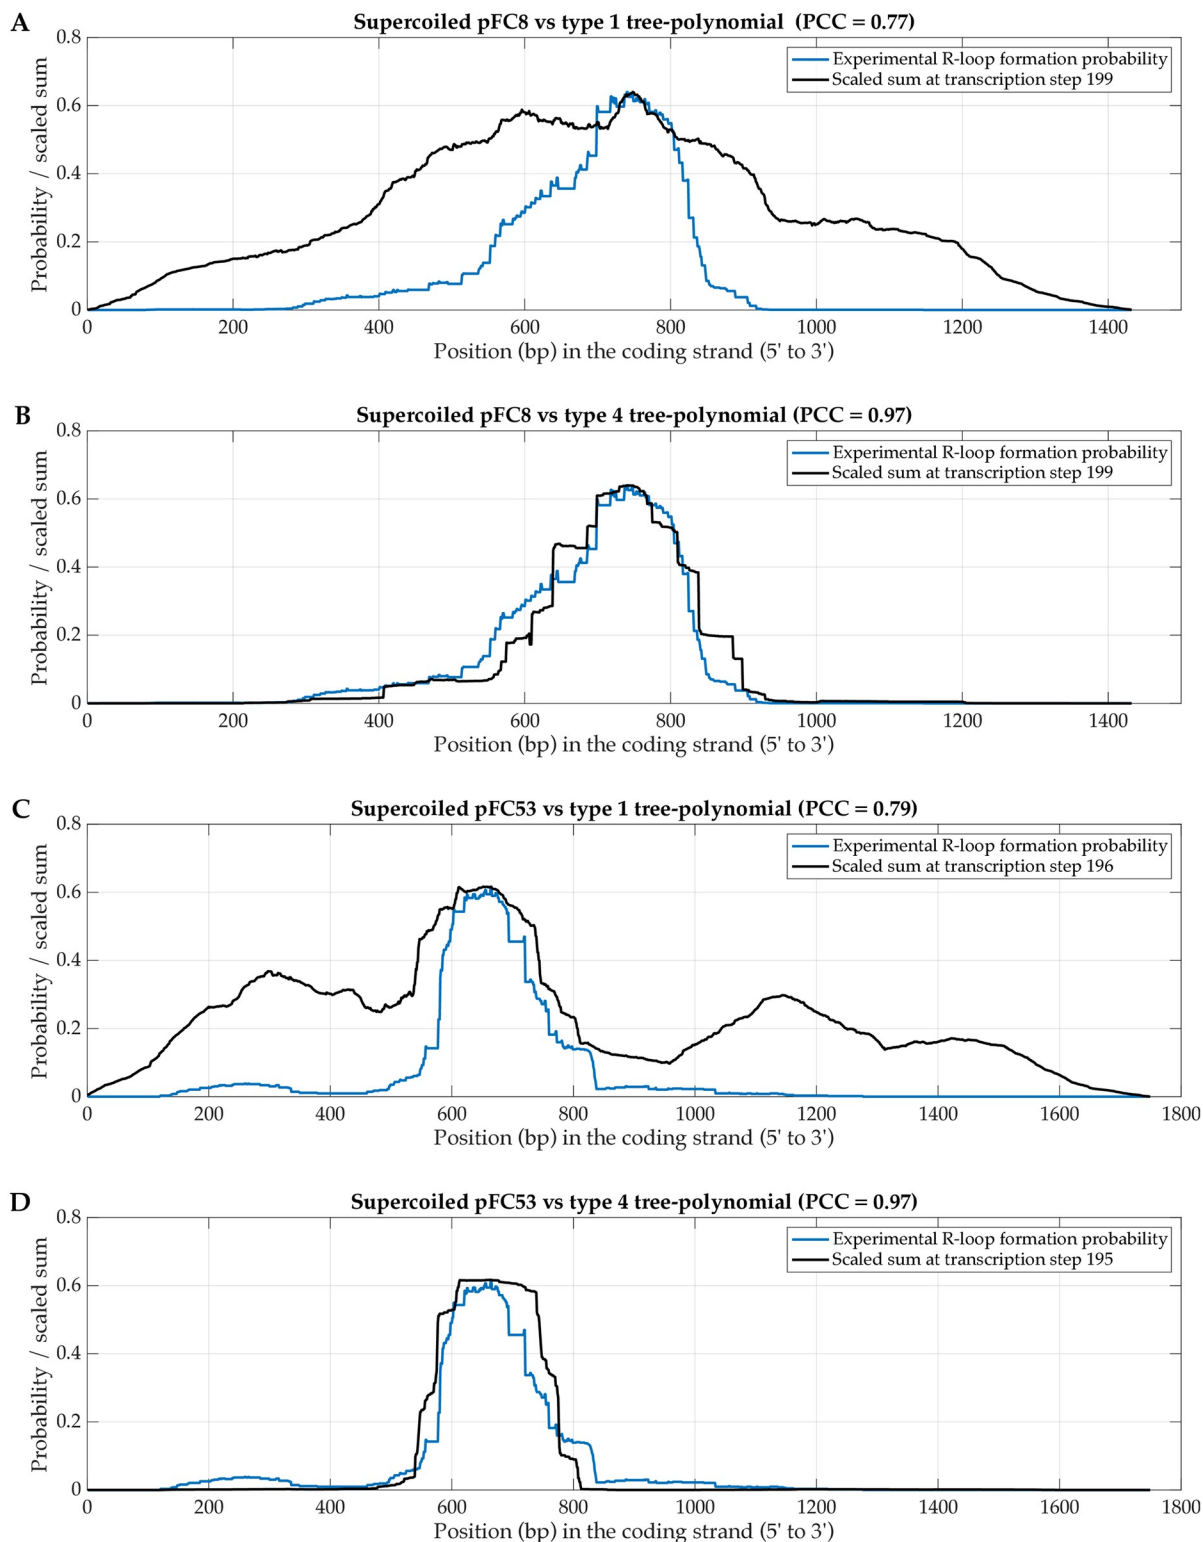 A
Supercoiled pFC8 vs type 1 tree-polynomial (PCC = 0.77)
Probability / scaled sum
0.8
0.6
0.4
0.2
0
Experimental R-loop formation probability
Scaled sum at transcription step 199
0 200 400 600 800 1000 1200 1400
Position (bp) in the coding strand (5' to 3')
B
Supercoiled pFC8 vs type 4 tree-polynomial (PCC = 0.97)
Probability / scaled sum
0.8
0.6
0.4
0.2
0
Experimental R-loop formation probability
Scaled sum at transcription step 199
0 200 400 600 800 1000 1200 1400
Position (bp) in the coding strand (5' to 3')
C
Supercoiled pFC53 vs type 1 tree-polynomial (PCC = 0.79)
Probability / scaled sum
0.8
0.6
0.4
0.2
0
Experimental R-loop formation probability
Scaled sum at transcription step 196
0 200 400 600 800 1000 1200 1400 1600 1800
Position (bp) in the coding strand (5' to 3')
D
Supercoiled pFC53 vs type 4 tree-polynomial (PCC = 0.97)
Probability / scaled sum
0.8
0.6
0.4
0.2
0
Experimental R-loop formation probability
Scaled sum at transcription step 195
0 200 400 600 800 1000 1200 1400 1600 1800
Position (bp) in the coding strand (5' to 3')